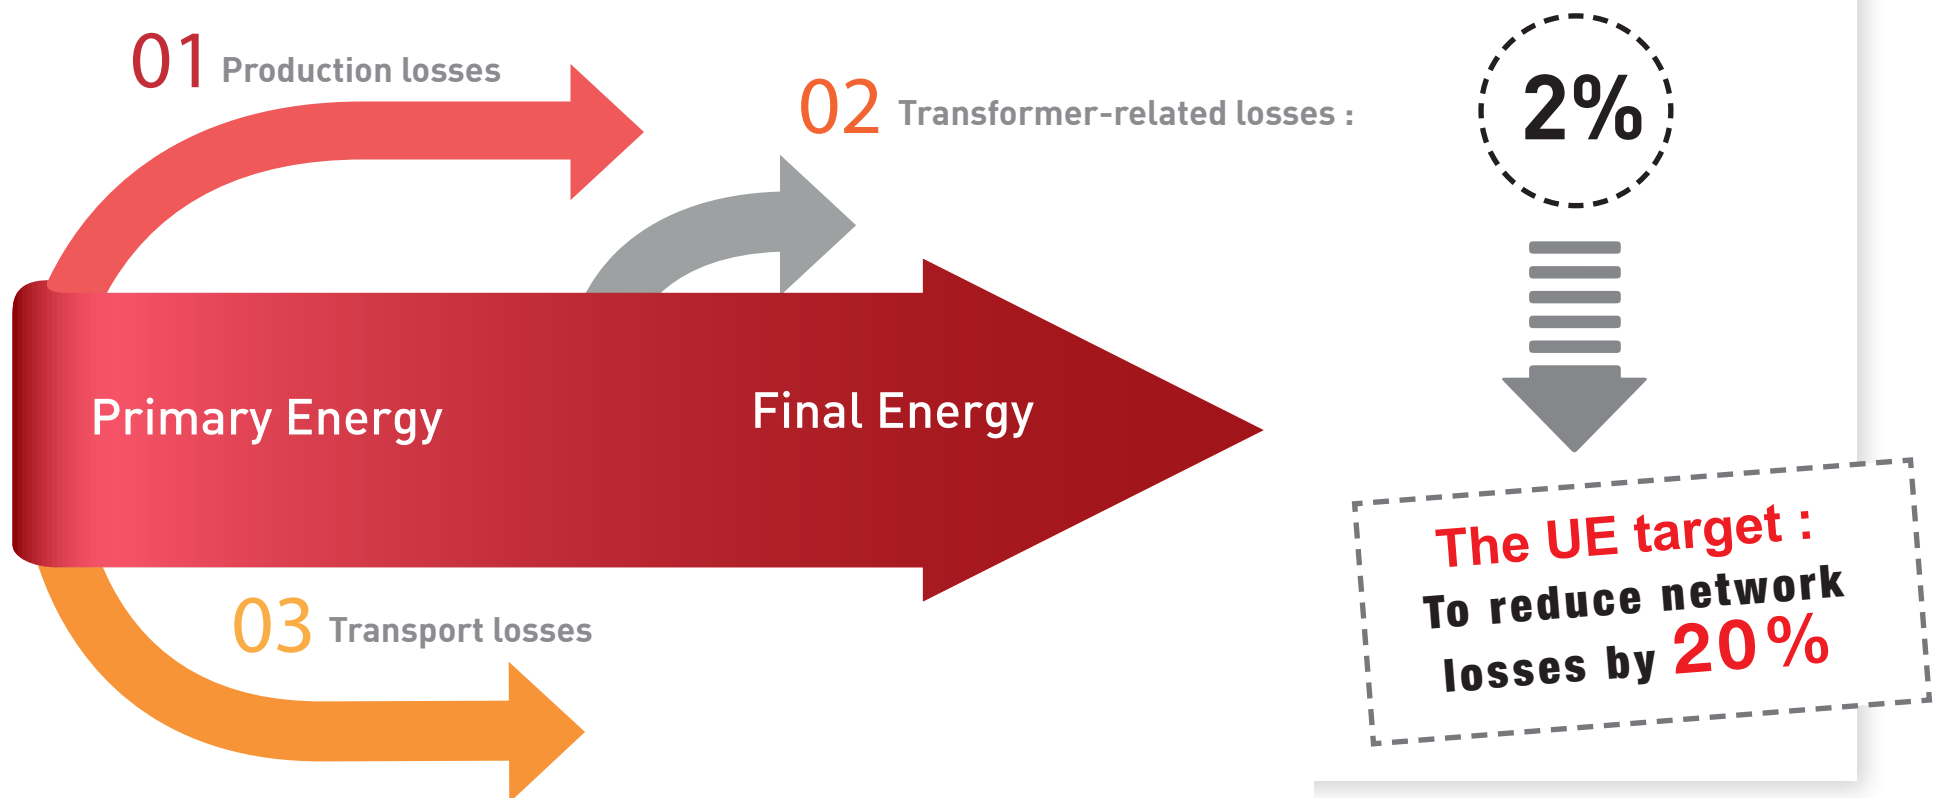 01 Production losses
02 Transformer-related losses :
2%
Primary Energy
Final Energy
03 Transport losses
The UE target :
To reduce network
losses by 20%